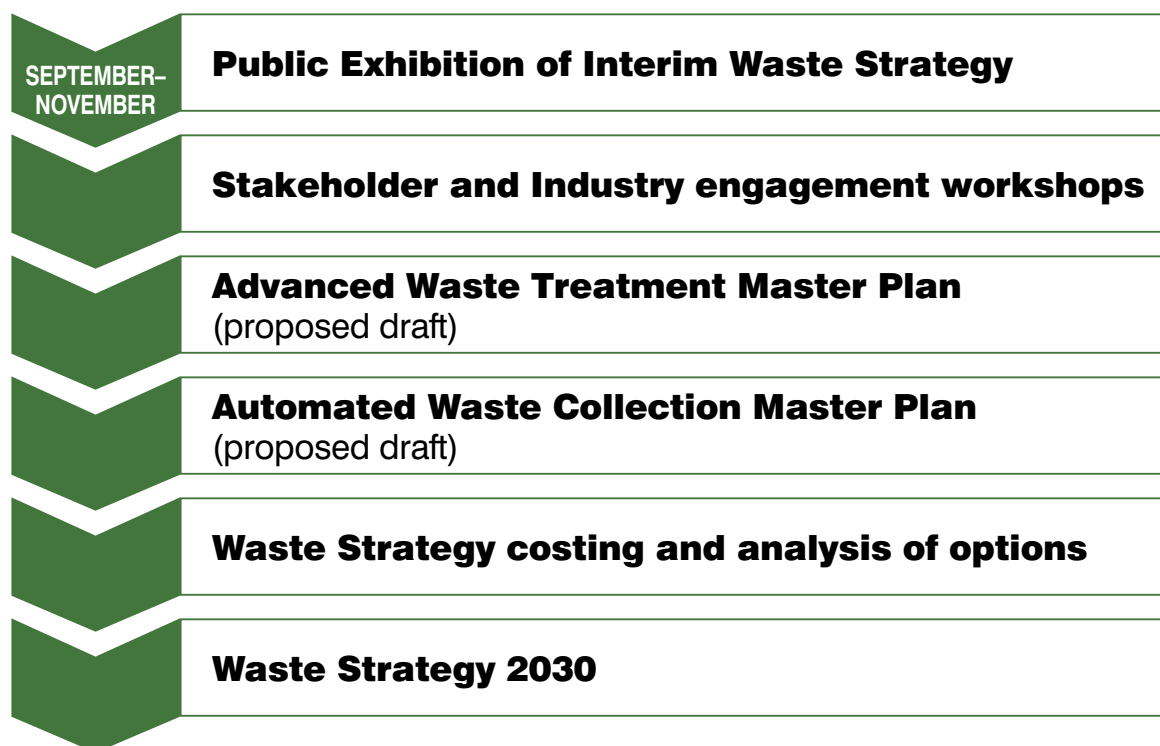 SEPTEMBER–
NOVEMBER
Public Exhibition of Interim Waste Strategy
Stakeholder and Industry engagement workshops
Advanced Waste Treatment Master Plan
(proposed draft)
Automated Waste Collection Master Plan
(proposed draft)
Waste Strategy costing and analysis of options
Waste Strategy 2030